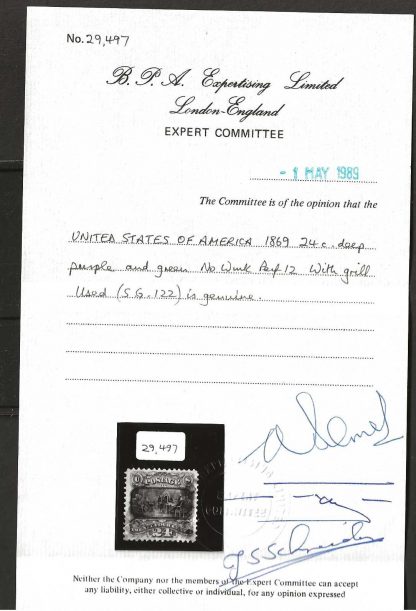 No. 29,497
B. P. A. Expertising Limited
London-England
EXPERT COMMITTEE
- 1 MAY 1989
The Committee is of the opinion that the
UNITED STATES OF AMERICA 1869 24c. deep
purple and green No Wmk Perf 12 With grill
Used (S.G.122) is genuine.
29,497
U S
POSTAGE
24
Neither the Company nor the members of the Expert Committee can accept
any liability, either collective or individual, for any opinion expressed